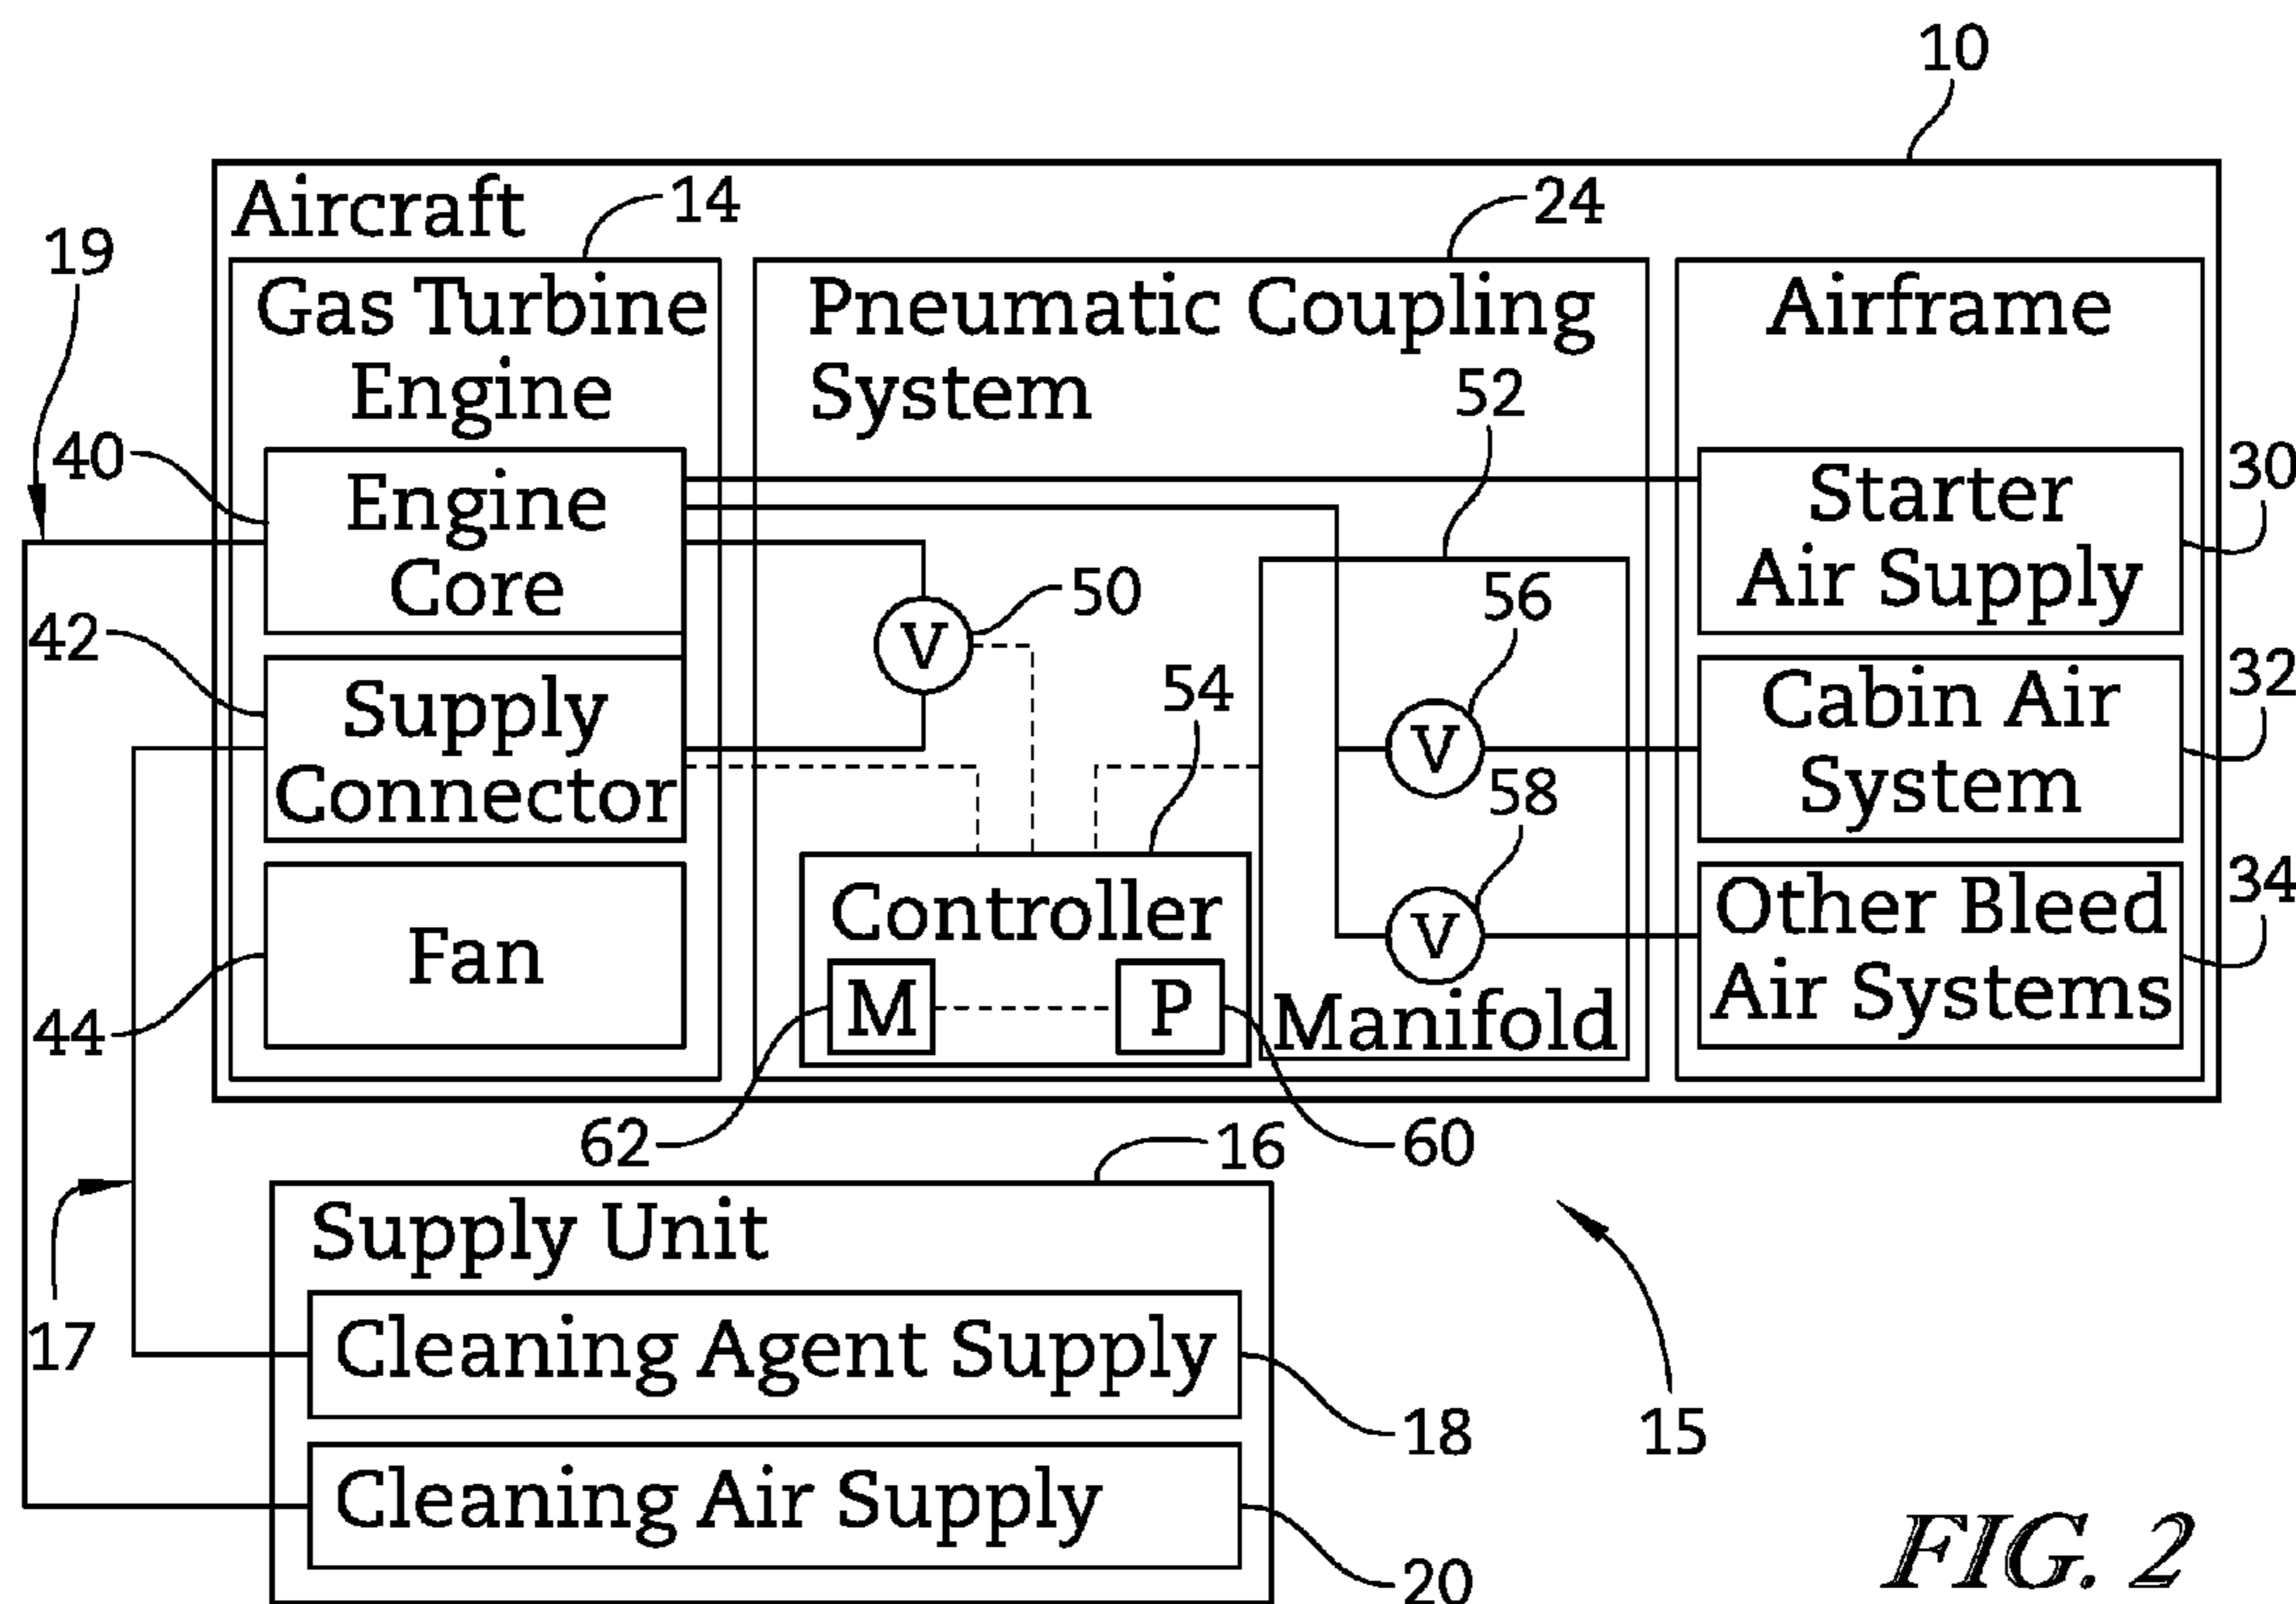 10
Aircraft
14
24
19
Gas Turbine
Engine
Pneumatic Coupling
System
Airframe
52
40
Engine
Core
Starter
Air Supply
30
50
56
42
Supply
Connector
V
54
V
Cabin Air
System
32
58
44
Fan
Controller
M
P
V
Manifold
Other Bleed
Air Systems
34
62
60
16
17
Supply Unit
Cleaning Agent Supply
18
15
Cleaning Air Supply
20
FIG. 2